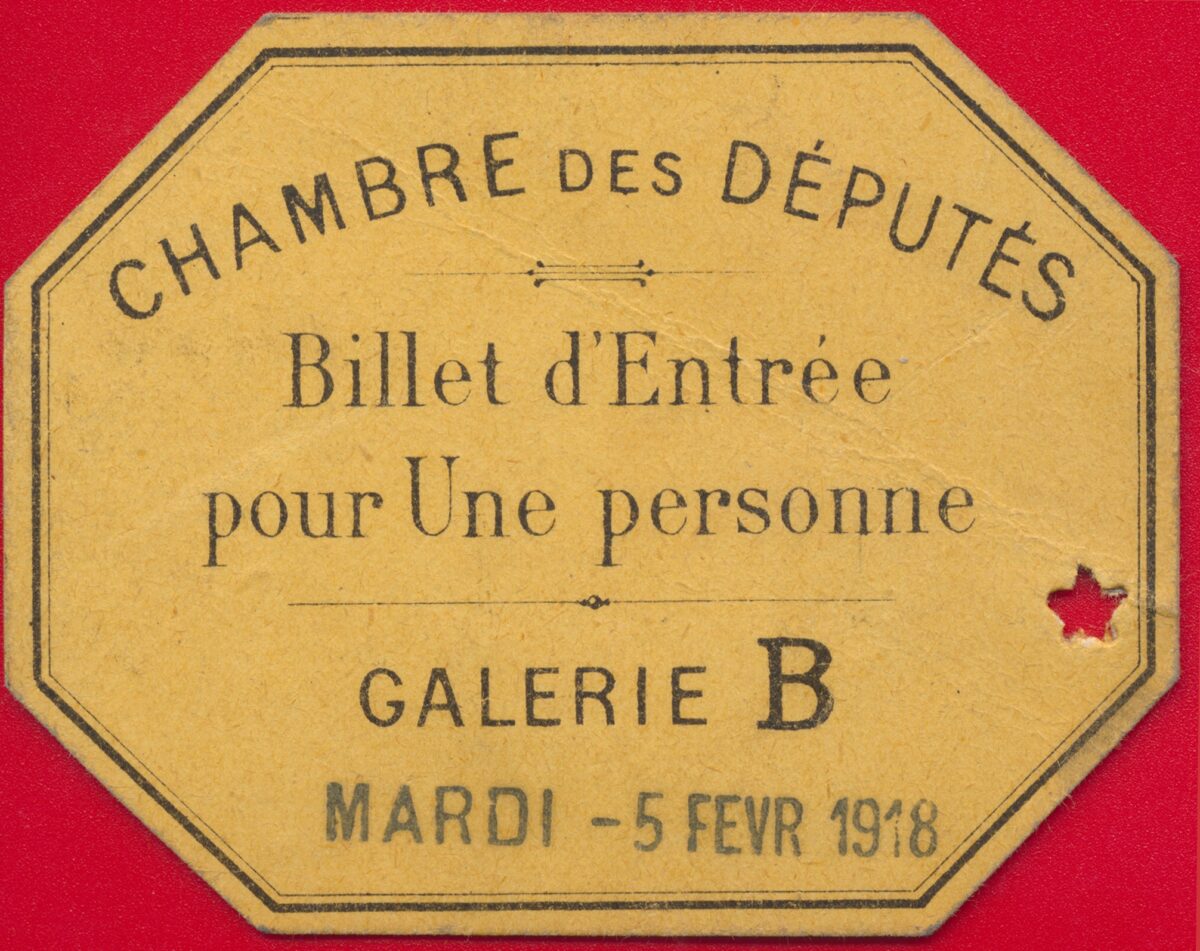 CHAMBRE DES DÉPUTÉS
Billet d'Entrée
pour Une personne
GALERIE B
MARDI -5 FEVR 1918